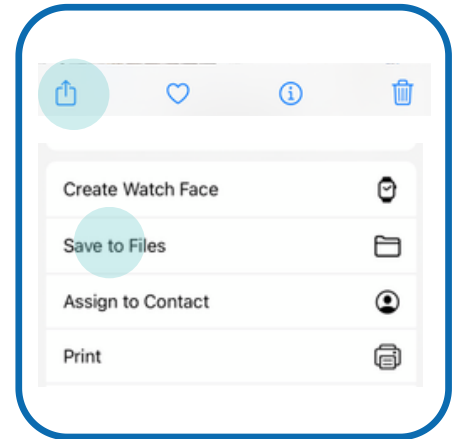 Create Watch Face
Save to Files
Assign to Contact
Print